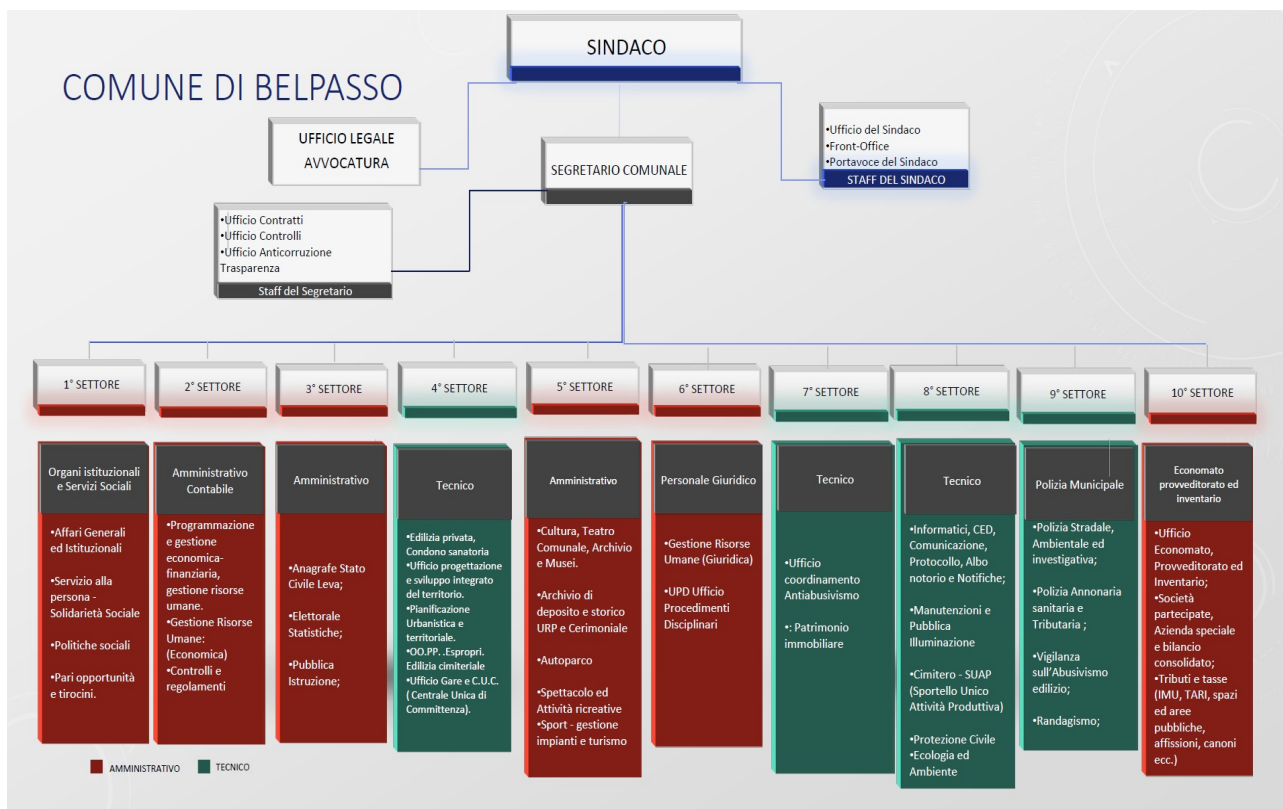 SINDACO
COMUNE DI BELPASSO
UFFICIO LEGALE
AVVOCATURA
•Ufficio del Sindaco
•Front-Office
•Portavoce del Sindaco
STAFF DEL SINDACO
SEGRETARIO COMUNALE
•Ufficio Contratti
•Ufficio Controlli
•Ufficio Anticorruzione
Trasparenza
Staff del Segretario
1° SETTORE
2° SETTORE
3° SETTORE
4° SETTORE
5° SETTORE
6° SETTORE
7° SETTORE
8° SETTORE
9° SETTORE
10° SETTORE
Organi istituzionali
e Servizi Sociali
•Affari Generali
ed Istituzionali
•Servizio alla
persona -
Solidarietà Sociale
•Politiche sociali
•Pari opportunità
e tirocini.
Amministrativo
Contabile
•Programmazione
e gestione
economica-
finanziaria,
gestione risorse
umane.
•Gestione Risorse
Umane:
(Economica)
•Controlli e
regolamenti
Amministrativo
•Anagrafe Stato
Civile Leva;
•Elettorale
Statistiche;
•Pubblica
Istruzione;
Tecnico
•Edilizia privata,
Condono sanatoria
•Ufficio progettazione
e sviluppo integrato
del territorio.
•Pianificazione
Urbanistica e
territoriale.
•OO.PP. .Espropri.
Edilizia cimiteriale
•Ufficio Gare e C.U.C.
( Centrale Unica di
Committenza).
Amministrativo
•Cultura, Teatro
Comunale, Archivio
e Musei.
•Archivio di
deposito e storico
URP e Cerimoniale
•Autoparco
•Spettacolo ed
Attività ricreative
•Sport - gestione
impianti e turismo
Personale Giuridico
•Gestione Risorse
Umane (Giuridica)
•UPD Ufficio
Procedimenti
Disciplinari
Tecnico
•Ufficio
coordinamento
Antiabusivismo
•: Patrimonio
immobiliare
Tecnico
•Informatici, CED,
Comunicazione,
Protocollo, Albo
notorio e Notifiche;
•Manutenzioni e
Pubblica
Illuminazione
•Cimitero - SUAP
(Sportello Unico
Attività Produttiva)
•Protezione Civile
•Ecologia ed
Ambiente
Polizia Municipale
•Polizia Stradale,
Ambientale ed
investigativa;
•Polizia Annonaria
sanitaria e
Tributaria ;
•Vigilanza
sull'Abusivismo
edilizio;
•Randagismo;
Economato
provveditorato ed
inventario
•Ufficio
Economato,
Provveditorato ed
Inventario;
•Società
partecipate,
Azienda speciale
e bilancio
consolidato;
•Tributi e tasse
(IMU, TARI, spazi
ed aree
pubbliche,
affissioni, canoni
ecc.)
AMMINISTRATIVO
TECNICO